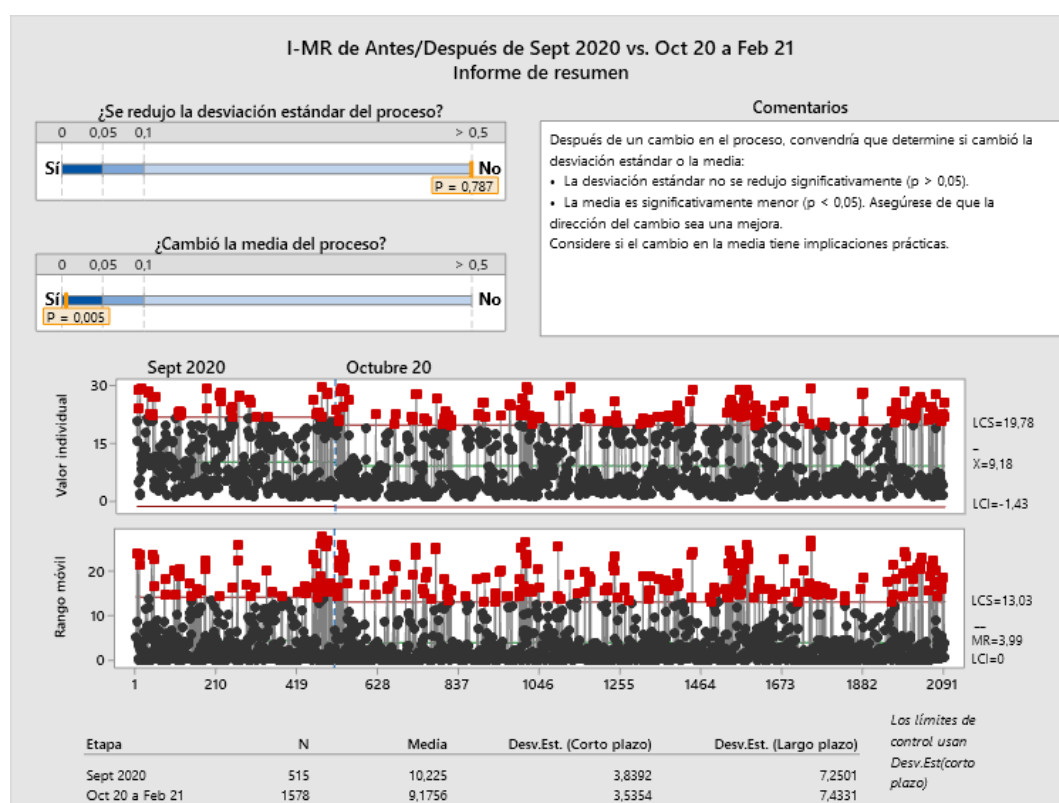 I-MR de Antes/Después de Sept 2020 vs. Oct 20 a Feb 21
Informe de resumen
¿Se redujo la desviación estándar del proceso?
0 0,05 0,1 > 0,5
Sí No
P = 0,787
¿Cambió la media del proceso?
0 0,05 0,1 > 0,5
Sí No
P = 0,005
Comentarios
Después de un cambio en el proceso, convendría que determine si cambió la
desviación estándar o la media:
• La desviación estándar no se redujo significativamente (p > 0,05).
• La media es significativamente menor (p < 0,05). Asegúrese de que la
dirección del cambio sea una mejora.
Considere si el cambio en la media tiene implicaciones prácticas.
Sept 2020 Octubre 20
Valor individual
30
15
0
LCS=19,78
_
X=9,18
LCI=-1,43
Rango móvil
20
10
0
LCS=13,03
__
MR=3,99
LCI=0
1 210 419 628 837 1046 1255 1464 1673 1882 2091
Etapa N Media Desv.Est. (Corto plazo) Desv.Est. (Largo plazo)
Sept 2020 515 10,225 3,8392 7,2501
Oct 20 a Feb 21 1578 9,1756 3,5354 7,4331
Los límites de
control usan
Desv.Est(corto
plazo)